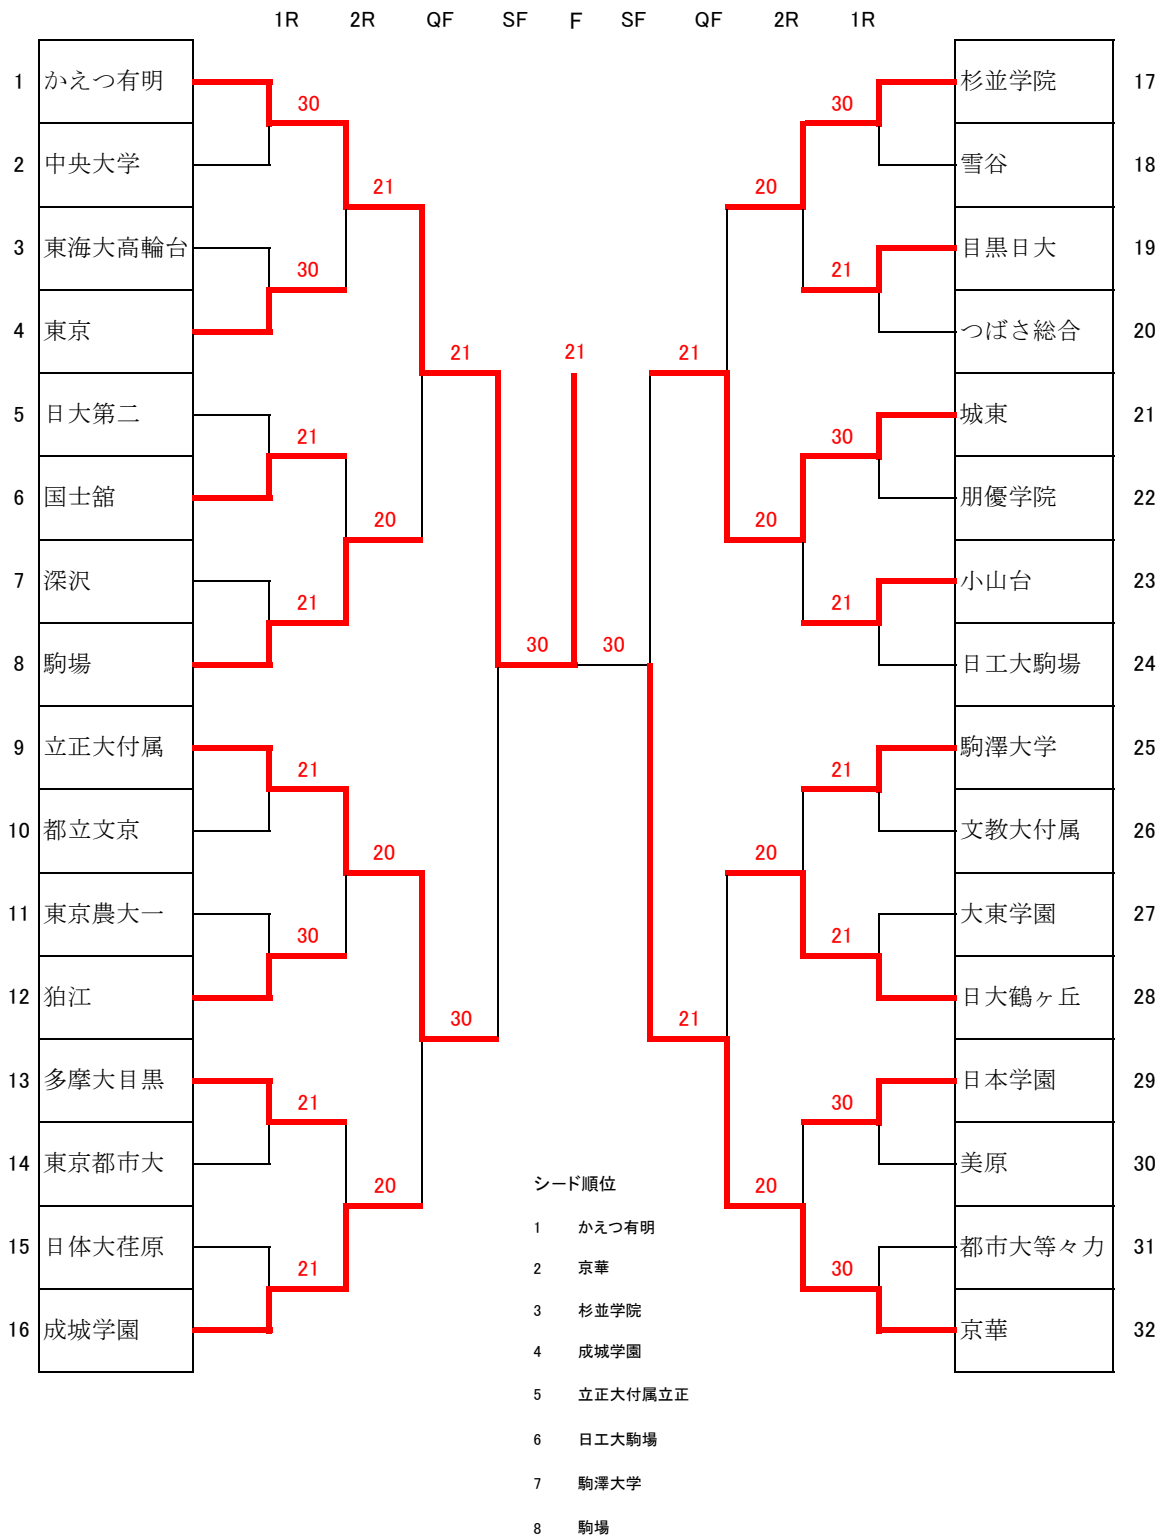 1R 2R QF SF F SF QF 2R 1R
1 かえつ有明 杉並学院 17
30 30
2 中央大学 雪谷 18
21 20
3 東海大高輪台 目黒日大 19
30 21
4 東京 つばさ総合 20
21 21 21
5 日大第二 城東 21
21 30
6 国士舘 朋優学院 22
20 20
7 深沢 小山台 23
21 21
30 30
8 駒場 日工大駒場 24
9 立正大付属 駒澤大学 25
21 21
10 都立文京 文教大付属 26
20 20
11 東京農大一 大東学園 27
30 21
12 狛江 日大鶴ヶ丘 28
30 21
13 多摩大目黒 日本学園 29
21 30
14 東京都市大 美原 30
シード順位
20 20
1 かえつ有明
15 日体大荏原 都市大等々力 31
21 30
2 京華
3 杉並学院
16 成城学園 京華 32
4 成城学園
5 立正大付属立正
6 日工大駒場
7 駒澤大学
8 駒場